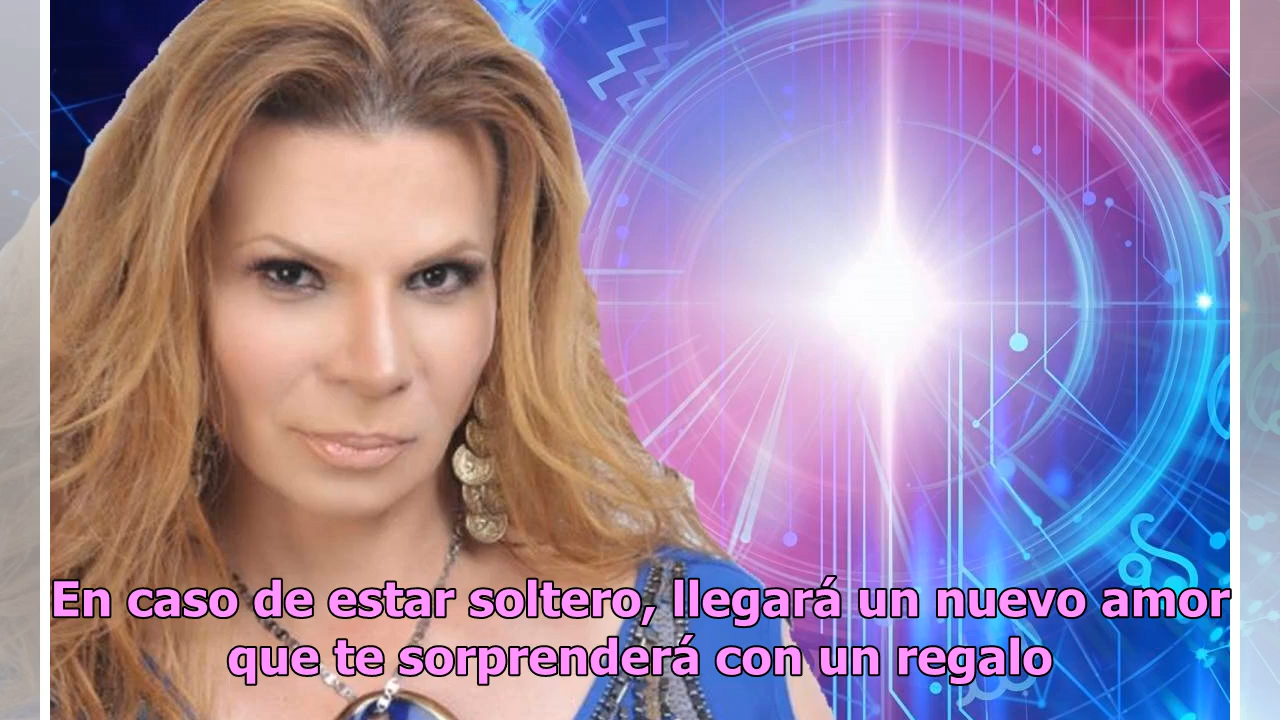 En caso de estar soltero, llegará un nuevo amor
que te sorprenderá con un regalo